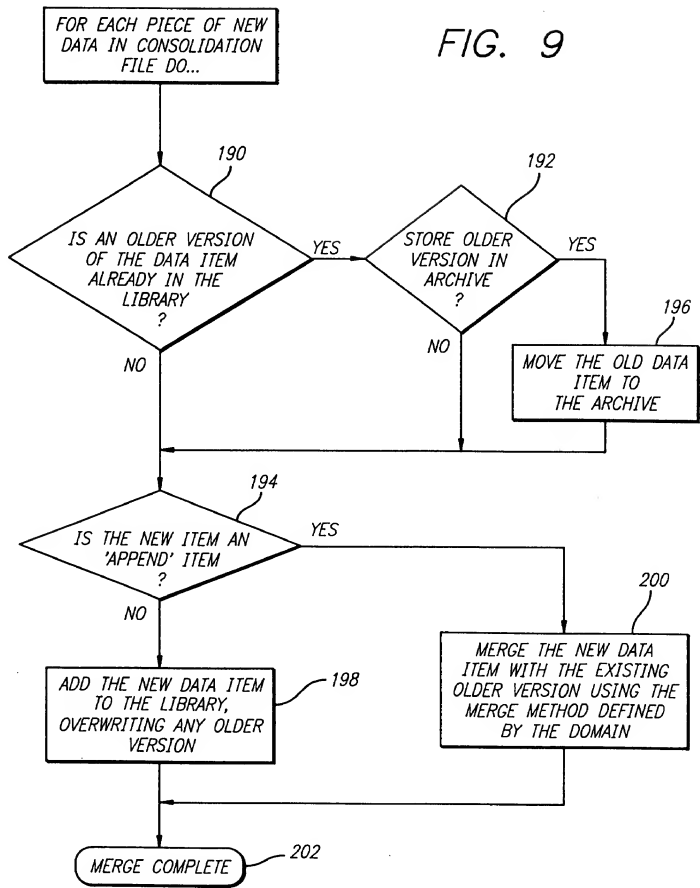 FOR EACH PIECE OF NEW
DATA IN CONSOLIDATION
FILE DO...
FIG. 9
190
IS AN OLDER VERSION
OF THE DATA ITEM
ALREADY IN THE
LIBRARY
?
YES
NO
192
STORE OLDER
VERSION IN
ARCHIVE
?
YES
NO
196
MOVE THE OLD DATA
ITEM TO
THE ARCHIVE
194
IS THE NEW ITEM AN
'APPEND' ITEM
?
YES
NO
200
MERGE THE NEW DATA
ITEM WITH THE EXISTING
OLDER VERSION USING THE
MERGE METHOD DEFINED
BY THE DOMAIN
ADD THE NEW DATA ITEM
TO THE LIBRARY,
OVERWRITING ANY OLDER
VERSION
198
MERGE COMPLETE
202